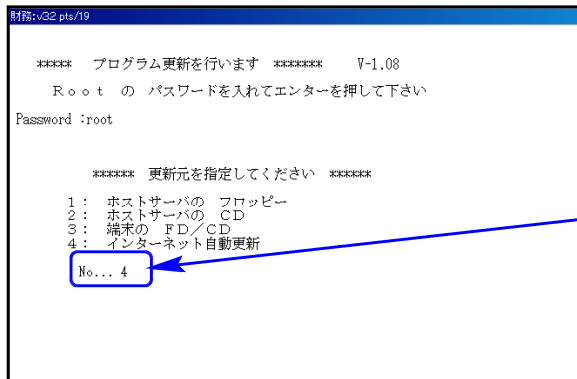 財務:v32 pts/19
***** プログラム更新を行います ******* V-1.08
Root の パスワードを入れてエンターを押して下さい
Password :root
****** 更新元を指定してください ******
1: ホストサーバの フロッピー
2: ホストサーバの CD
3: 端末の FD/CD
4: インターネット自動更新
No... 4